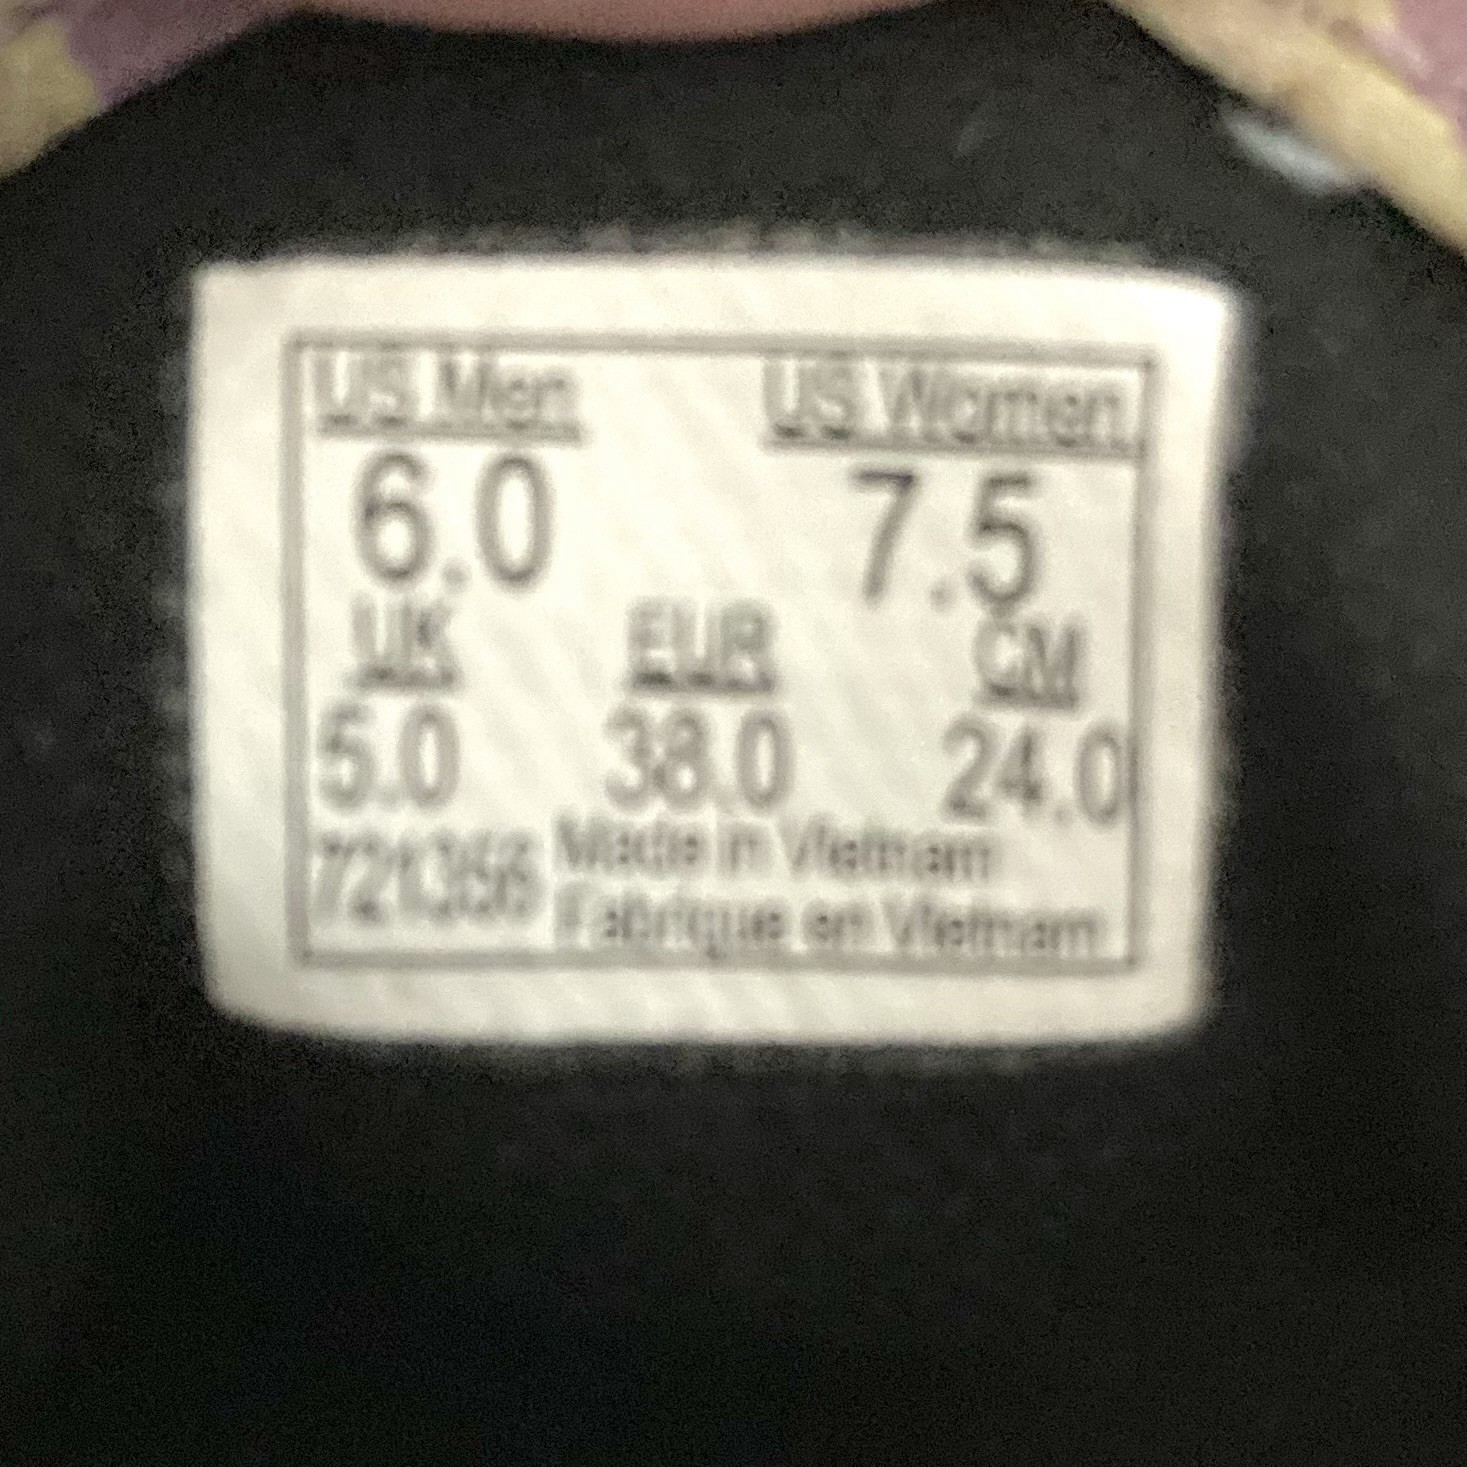 US Men US Women
6.0 7.5
UK EUR CM
5.0 38.0 24.0
721356 Made in Vietnam
Fabrique en Vietnam